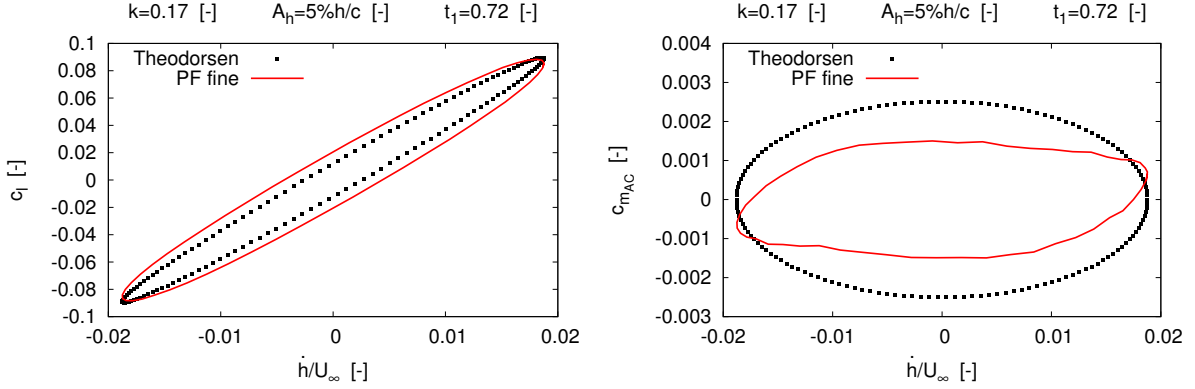 k=0.17 [-] A_h=5%h/c [-] t_1=0.72 [-]
0.1
0.08
0.06
0.04
0.02
0
-0.02
-0.04
-0.06
-0.08
-0.1
c_l [-]
Theodorsen
PF fine
-0.02 -0.01 0 0.01 0.02
ḣ/U_∞ [-]
k=0.17 [-] A_h=5%h/c [-] t_1=0.72 [-]
0.004
0.003
0.002
0.001
0
-0.001
-0.002
-0.003
c_{m_{AC}} [-]
Theodorsen
PF fine
-0.02 -0.01 0 0.01 0.02
ḣ/U_∞ [-]